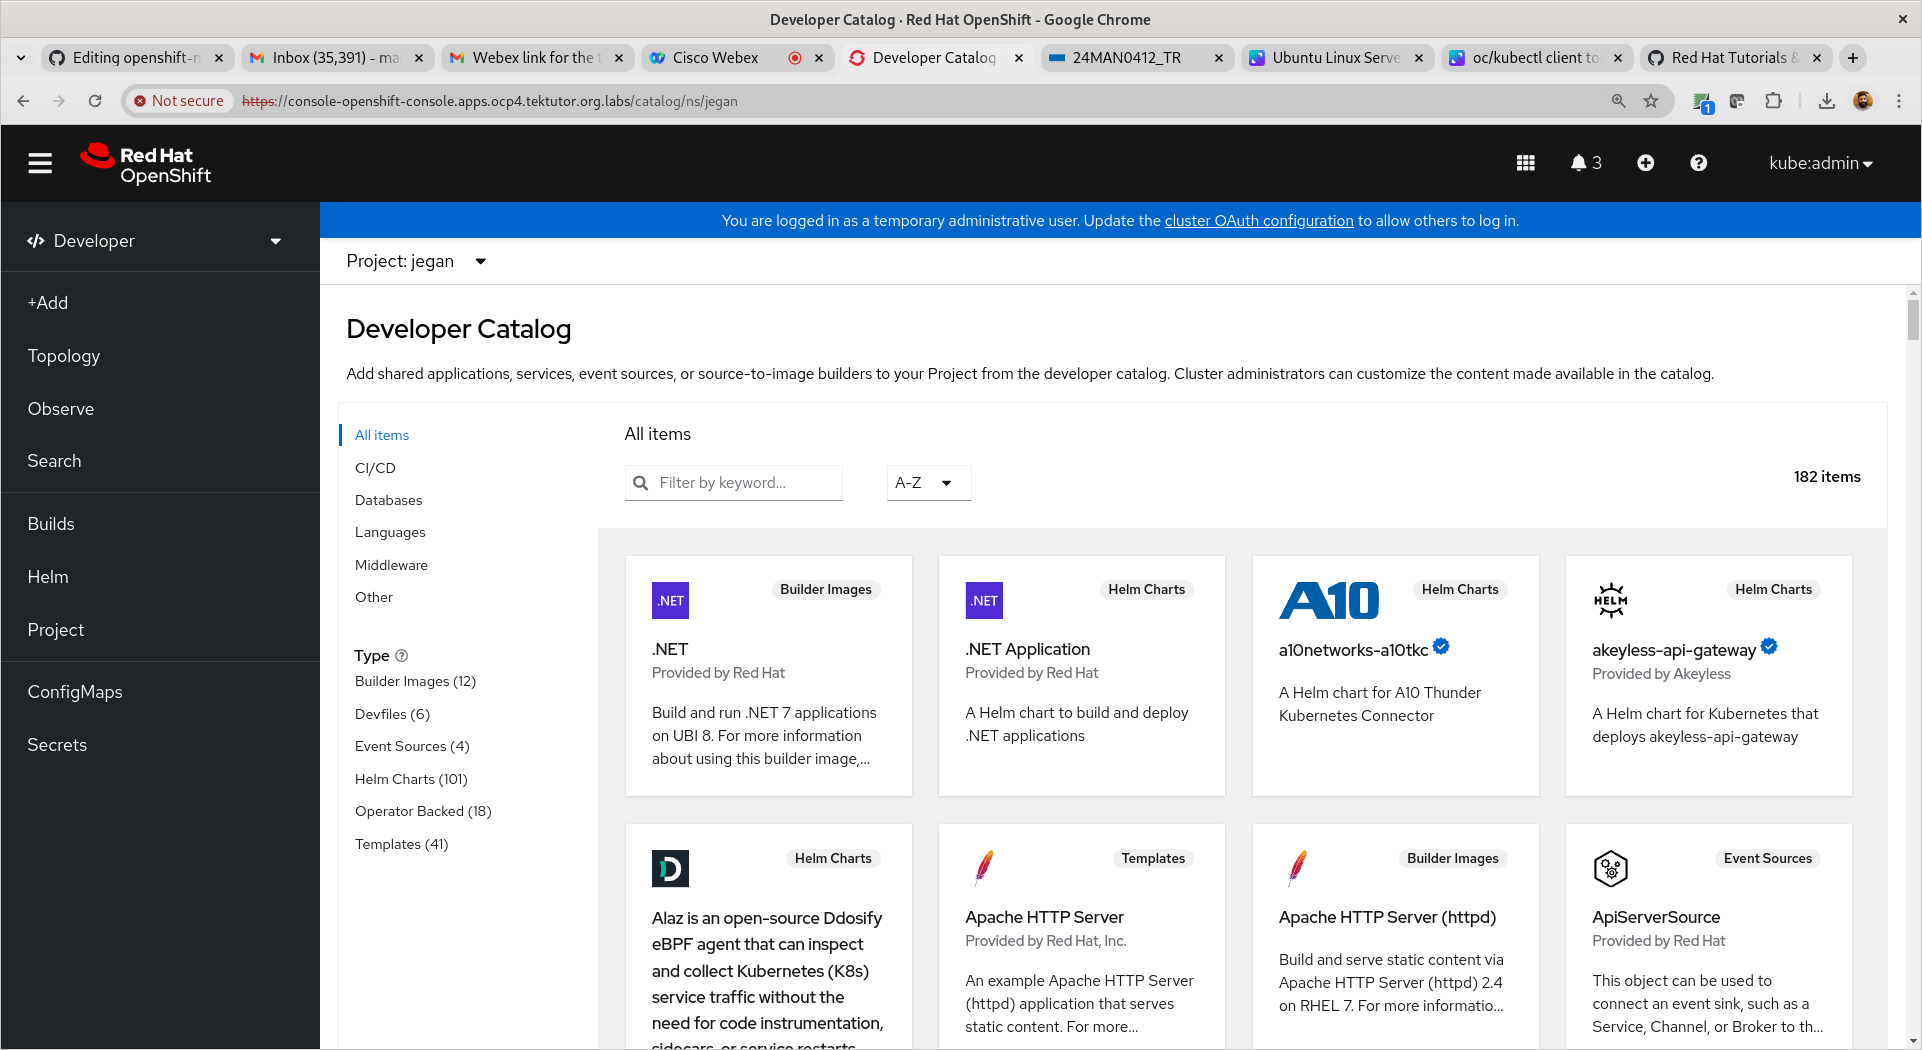 Developer Catalog · Red Hat OpenShift - Google Chrome
Editing openshift-
Inbox (35,391) - ma
Webex link for the
Cisco Webex
Developer Catalog
24MAN0412_TR
Ubuntu Linux Serve
oc/kubectl client to
Red Hat Tutorials &
Not secure
https://console-openshift-console.apps.ocp4.tektutor.org.labs/catalog/ns/jegan
1
Red Hat
OpenShift
3
kube:admin
You are logged in as a temporary administrative user. Update the cluster OAuth configuration to allow others to log in.
Developer
+Add
Topology
Observe
Search
Builds
Helm
Project
ConfigMaps
Secrets
Project: jegan
Developer Catalog
Add shared applications, services, event sources, or source-to-image builders to your Project from the developer catalog. Cluster administrators can customize the content made available in the catalog.
All items
CI/CD
Databases
Languages
Middleware
Other
Type
Builder Images (12)
Devfiles (6)
Event Sources (4)
Helm Charts (101)
Operator Backed (18)
Templates (41)
All items
Filter by keyword...
A-Z
182 items
.NET
Builder Images
.NET
Provided by Red Hat
Build and run .NET 7 applications
on UBI 8. For more information
about using this builder image,...
.NET
Helm Charts
.NET Application
Provided by Red Hat
A Helm chart to build and deploy
.NET applications
A10
Helm Charts
a10networks-a10tkc
A Helm chart for A10 Thunder
Kubernetes Connector
HELM
Helm Charts
akeyless-api-gateway
Provided by Akeyless
A Helm chart for Kubernetes that
deploys akeyless-api-gateway
Helm Charts
Alaz is an open-source Ddosify
eBPF agent that can inspect
and collect Kubernetes (K8s)
service traffic without the
need for code instrumentation,
sidecars, or service restarts
Templates
Apache HTTP Server
Provided by Red Hat, Inc.
An example Apache HTTP Server
(httpd) application that serves
static content. For more...
Builder Images
Apache HTTP Server (httpd)
Build and serve static content via
Apache HTTP Server (httpd) 2.4
on RHEL 7. For more informatio...
Event Sources
ApiServerSource
Provided by Red Hat
This object can be used to
connect an event sink, such as a
Service, Channel, or Broker to th...